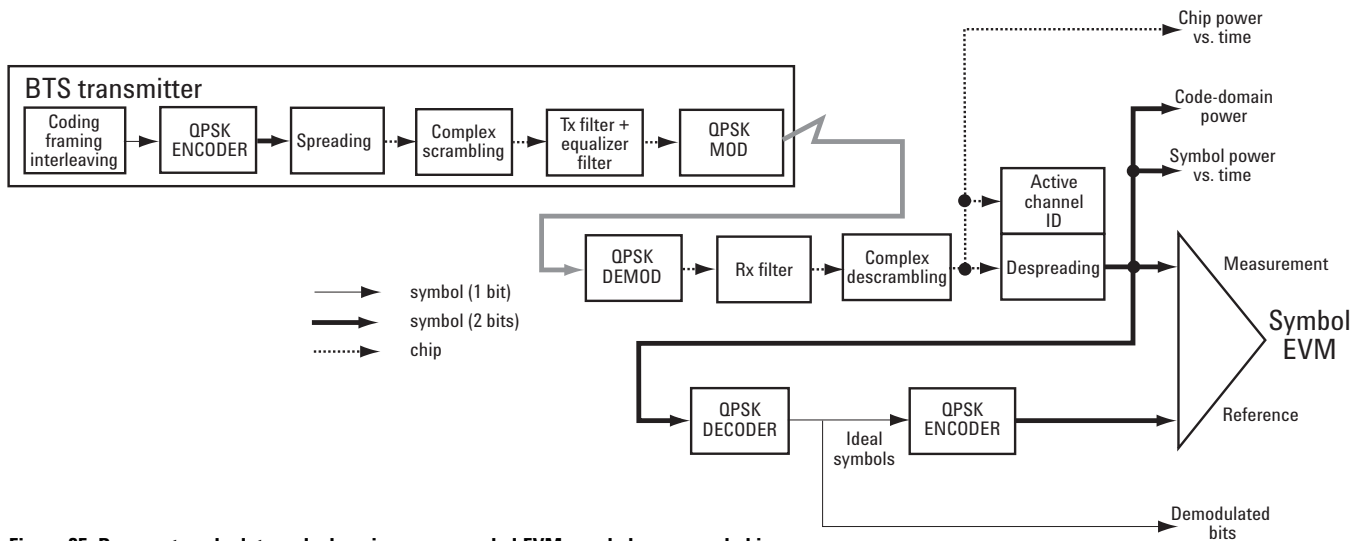 Chip power
vs. time
BTS transmitter
Coding
framing
interleaving
QPSK
ENCODER
Spreading
Complex
scrambling
Tx filter +
equalizer
filter
QPSK
MOD
Code-domain
power
Symbol power
vs. time
Active
channel
ID
QPSK
DEMOD
Rx filter
Complex
descrambling
Despreading
Measurement
symbol (1 bit)
symbol (2 bits)
chip
Symbol
EVM
QPSK
DECODER
Ideal
symbols
QPSK
ENCODER
Reference
Demodulated
bits